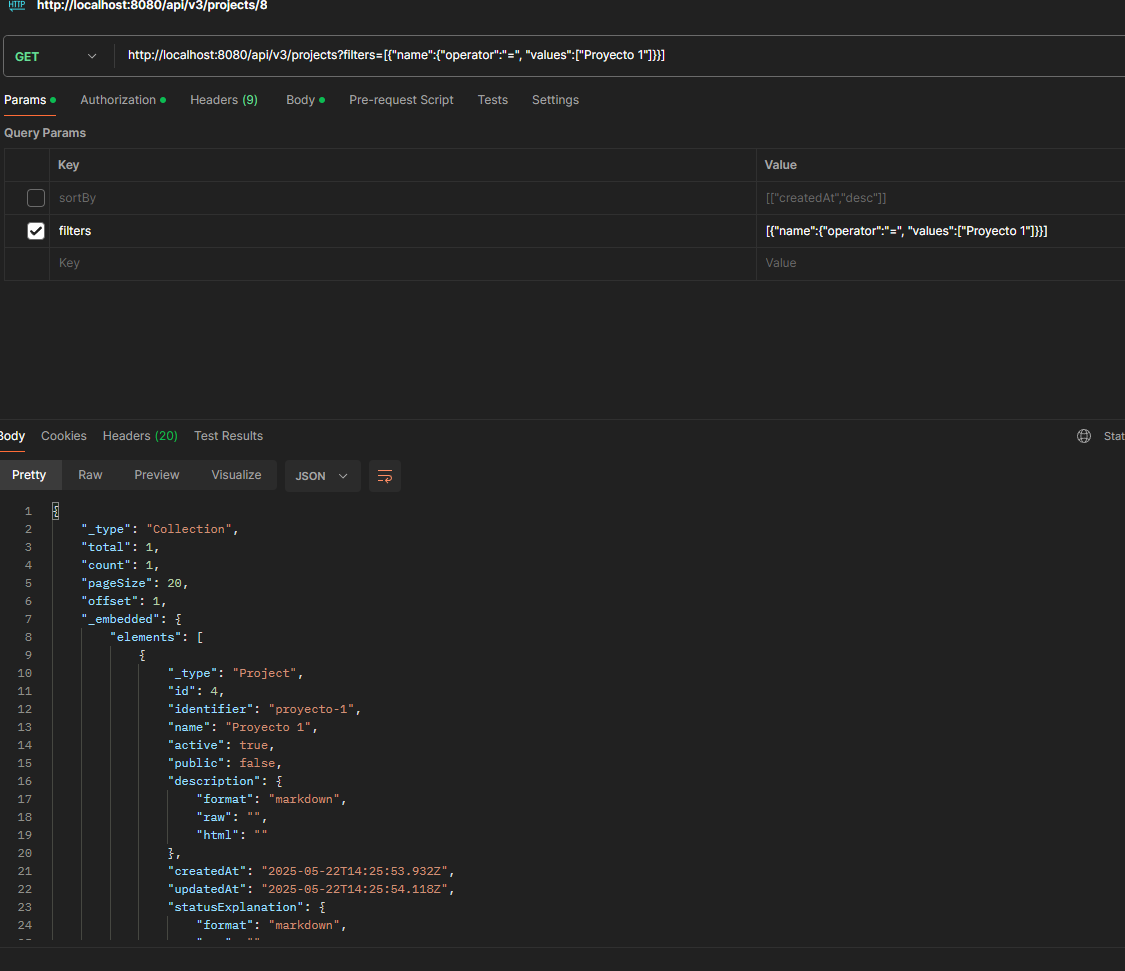 HTTP http://localhost:8080/api/v3/projects/8
GET http://localhost:8080/api/v3/projects?filters=[{"name":{"operator":"=", "values":["Proyecto 1"]}}]
Params Authorization Headers (9) Body Pre-request Script Tests Settings
Query Params
Key Value
sortBy [["createdAt","desc"]]
filters [{"name":{"operator":"=", "values":["Proyecto 1"]}}]
Key Value
Body Cookies Headers (20) Test Results Stat
Pretty Raw Preview Visualize JSON
1 {
2 "_type": "Collection",
3 "total": 1,
4 "count": 1,
5 "pageSize": 20,
6 "offset": 1,
7 "_embedded": {
8 "elements": [
9 {
10 "_type": "Project",
11 "id": 4,
12 "identifier": "proyecto-1",
13 "name": "Proyecto 1",
14 "active": true,
15 "public": false,
16 "description": {
17 "format": "markdown",
18 "raw": "",
19 "html": ""
20 },
21 "createdAt": "2025-05-22T14:25:53.932Z",
22 "updatedAt": "2025-05-22T14:25:54.118Z",
23 "statusExplanation": {
24 "format": "markdown",